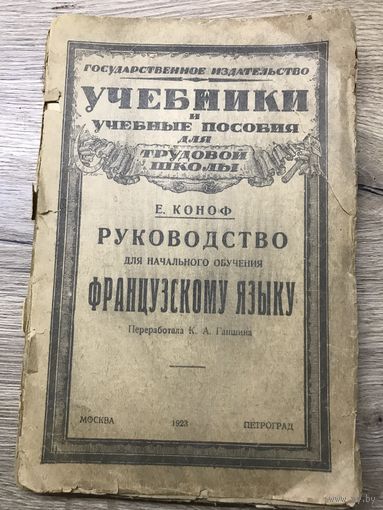 ГОСУДАРСТВЕННОЕ ИЗДАТЕЛЬСТВО
УЧЕБНИКИ
И
УЧЕБНЫЕ ПОСОБИЯ
ДЛЯ
ТРУДОВОЙ
ШКОЛЫ
Е. КОНОФ
РУКОВОДСТВО
ДЛЯ НАЧАЛЬНОГО ОБУЧЕНИЯ
ФРАНЦУЗСКОМУ ЯЗЫКУ
Переработала К. А. Ганшина
МОСКВА 1923 ПЕТРОГРАД